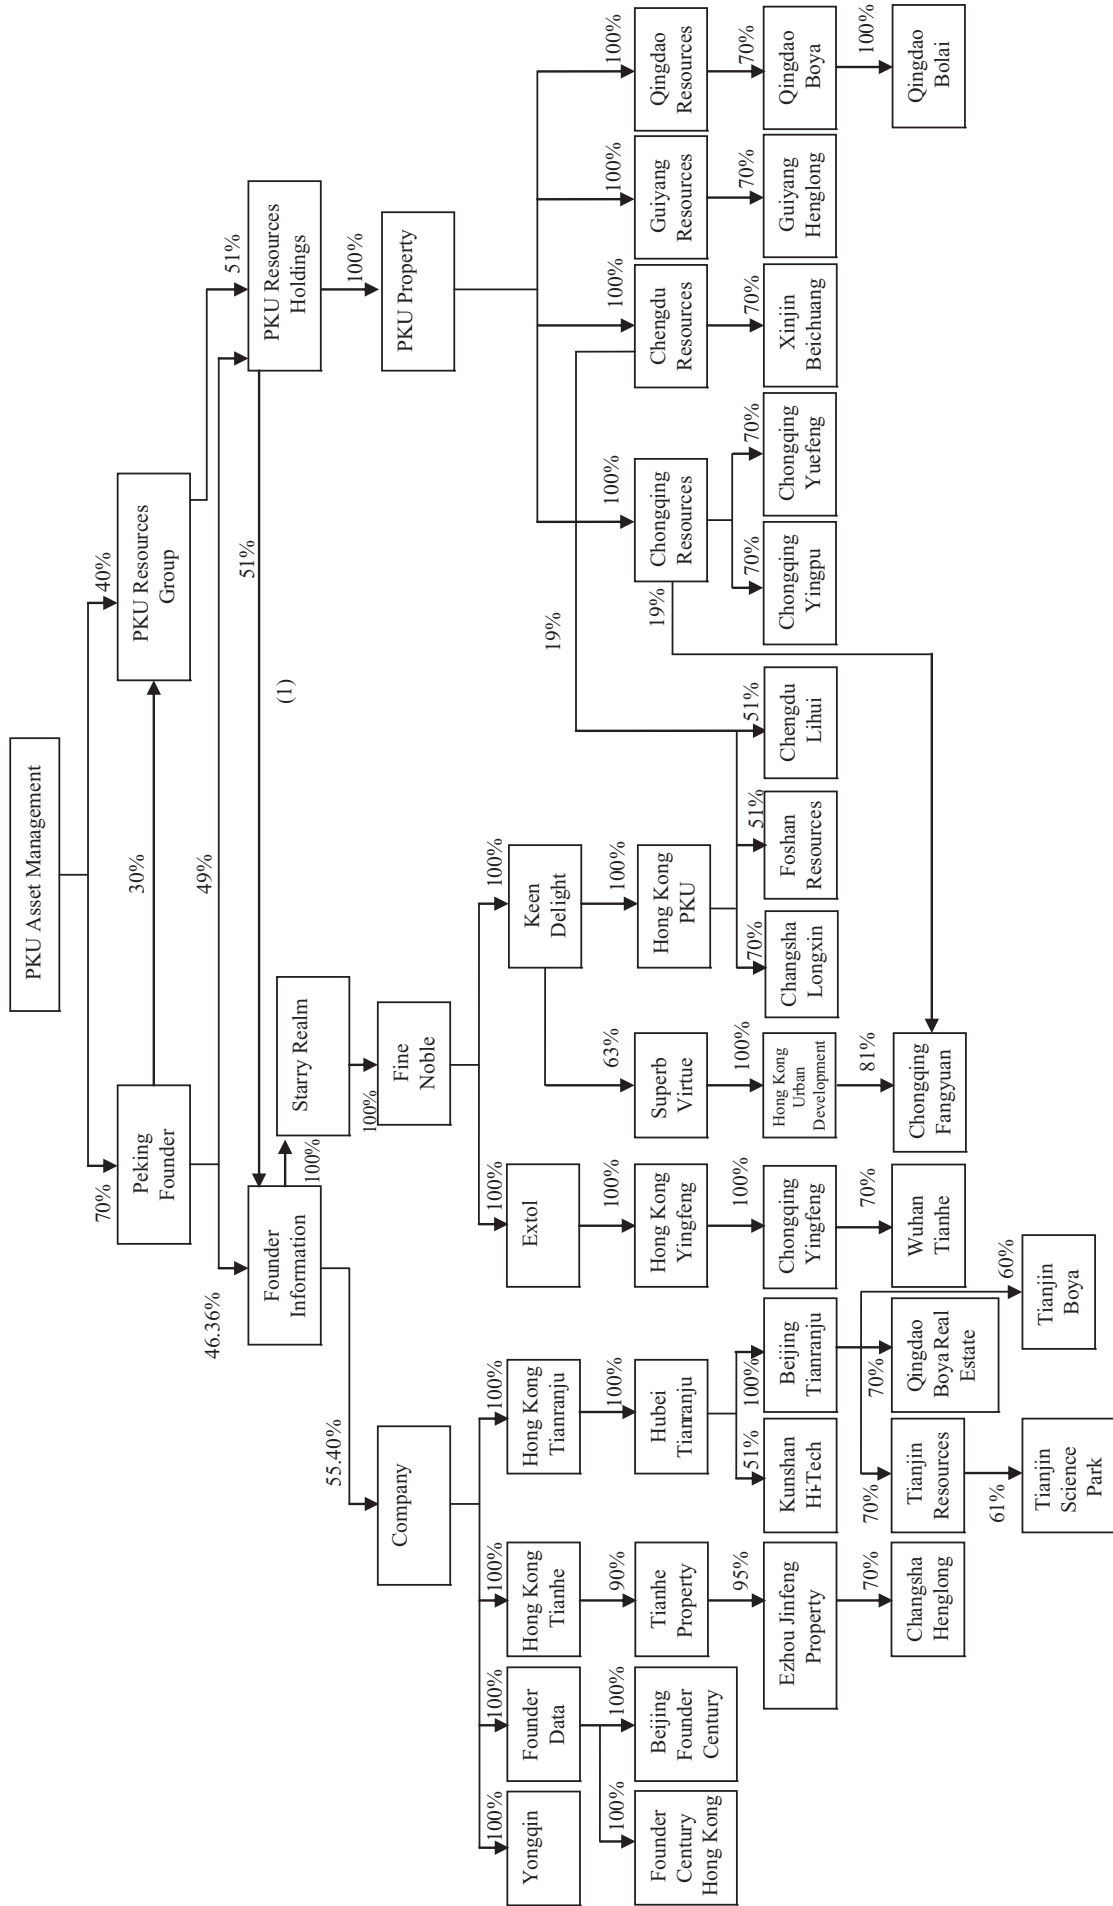 PKU Asset Management
70%
40%
Peking
Founder
30%
PKU Resources
Group
46.36%
49%
51%
Founder
Information
51%
(1)
PKU Resources
Holdings
100%
Starry Realm
100%
55.40%
100%
Company
Fine
Noble
PKU Property
100%
100%
100%
100%
100%
100%
Yongqin
Founder
Data
Hong Kong
Tianhe
Hong Kong
Tianranju
Extol
Keen
Delight
19%
100%
100%
90%
100%
100%
63%
100%
100%
100%
100%
100%
Founder
Century
Hong Kong
Beijing
Founder
Century
Tianhe
Property
Hubei
Tianranju
Hong Kong
Yingfeng
Superb
Virtue
Hong Kong
PKU
19%
Chongqing
Resources
Chengdu
Resources
Guiyang
Resources
Qingdao
Resources
95%
51%
100%
100%
100%
70%
51%
51%
70%
70%
70%
70%
70%
Ezhou Jinfeng
Property
Kunshan
Hi-Tech
Beijing
Tianranju
Chongqing
Yingfeng
Hong Kong
Urban
Development
Changsha
Longxin
Foshan
Resources
Chengdu
Lihui
Chongqing
Yingpu
Chongqing
Yuefeng
Xinjin
Beichuang
Guiyang
Henglong
Qingdao
Boya
70%
70%
70%
70%
81%
100%
Changsha
Henglong
Tianjin
Resources
Qingdao
Boya Real
Estate
Wuhan
Tianhe
Chongqing
Fangyuan
Qingdao
Bolai
61%
60%
Tianjin
Science
Park
Tianjin
Boya